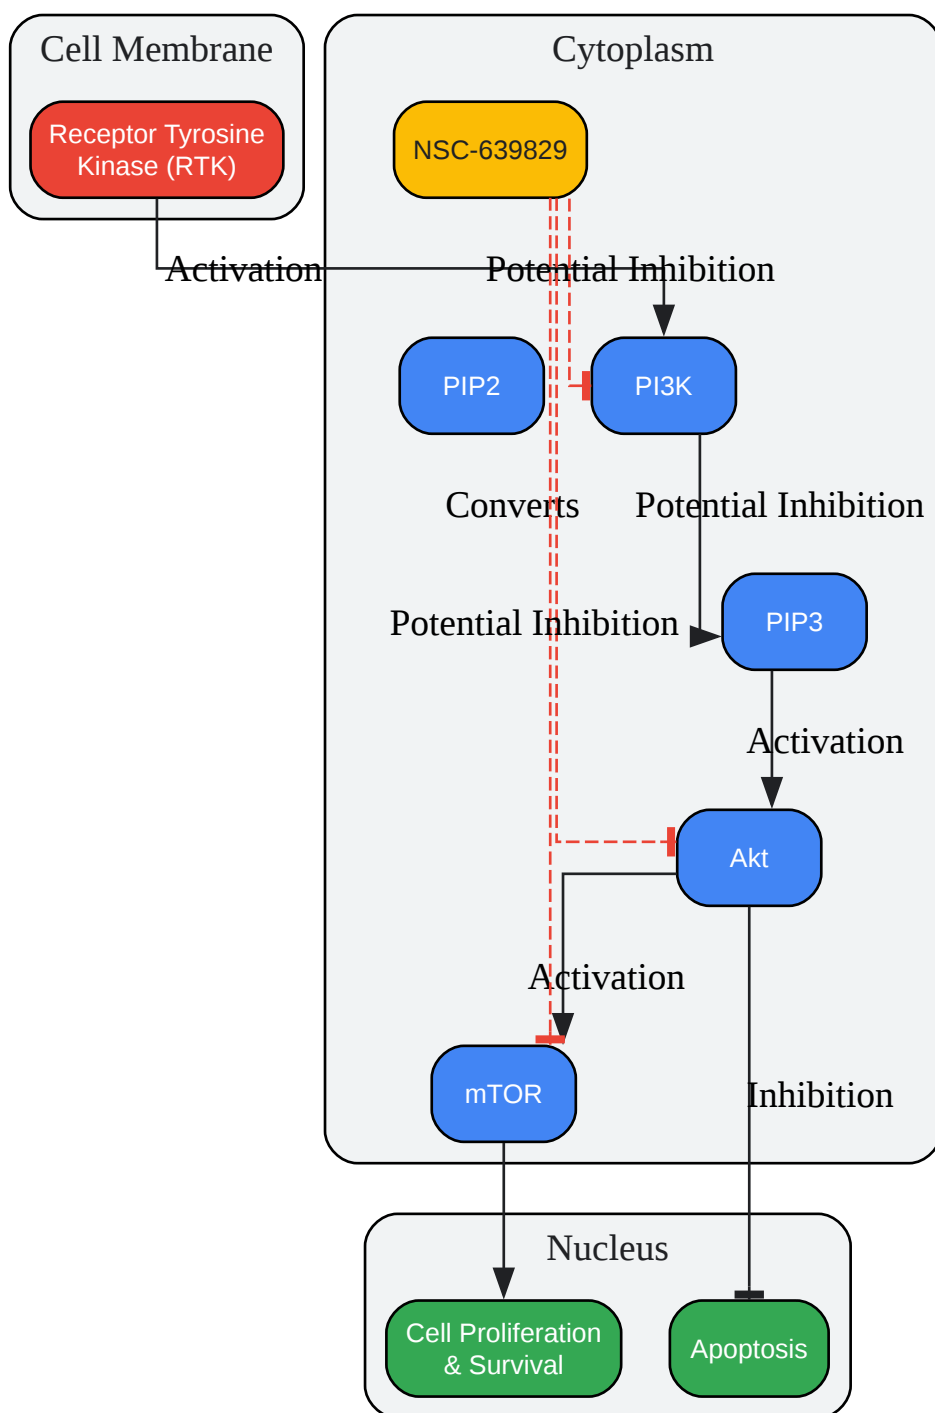 Cell Membrane
Cytoplasm
Receptor Tyrosine
Kinase (RTK)
NSC-639829
Activation
Potential Inhibition
PIP2
PI3K
Converts
Potential Inhibition
Potential Inhibition
PIP3
Activation
Akt
Activation
mTOR
Inhibition
Nucleus
Cell Proliferation
& Survival
Apoptosis